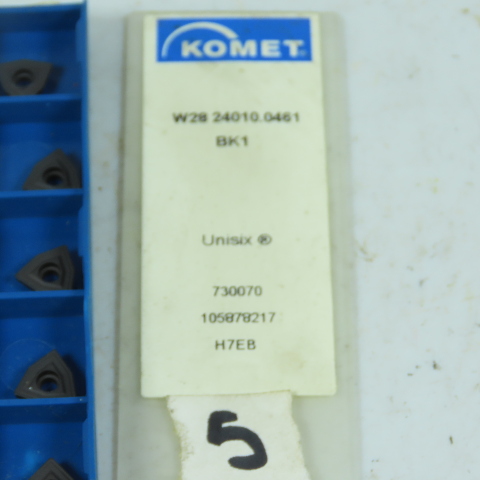 KOMET
W28 24010.0461
BK1
Unisix ®
730070
105878217
H7EB
5